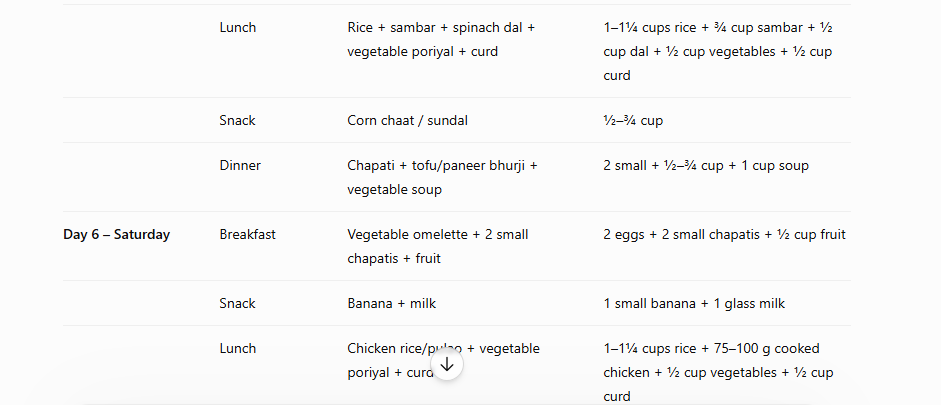 Lunch
Rice + sambar + spinach dal +
vegetable poriyal + curd
1–1¼ cups rice + ¾ cup sambar + ½
cup dal + ½ cup vegetables + ½ cup
curd
Snack
Corn chaat / sundal
½–¾ cup
Dinner
Chapati + tofu/paneer bhurji +
vegetable soup
2 small + ½–¾ cup + 1 cup soup
Day 6 – Saturday
Breakfast
Vegetable omelette + 2 small
chapatis + fruit
2 eggs + 2 small chapatis + ½ cup fruit
Snack
Banana + milk
1 small banana + 1 glass milk
Lunch
Chicken rice/pulao + vegetable
poriyal + curd
1–1¼ cups rice + 75–100 g cooked
chicken + ½ cup vegetables + ½ cup
curd